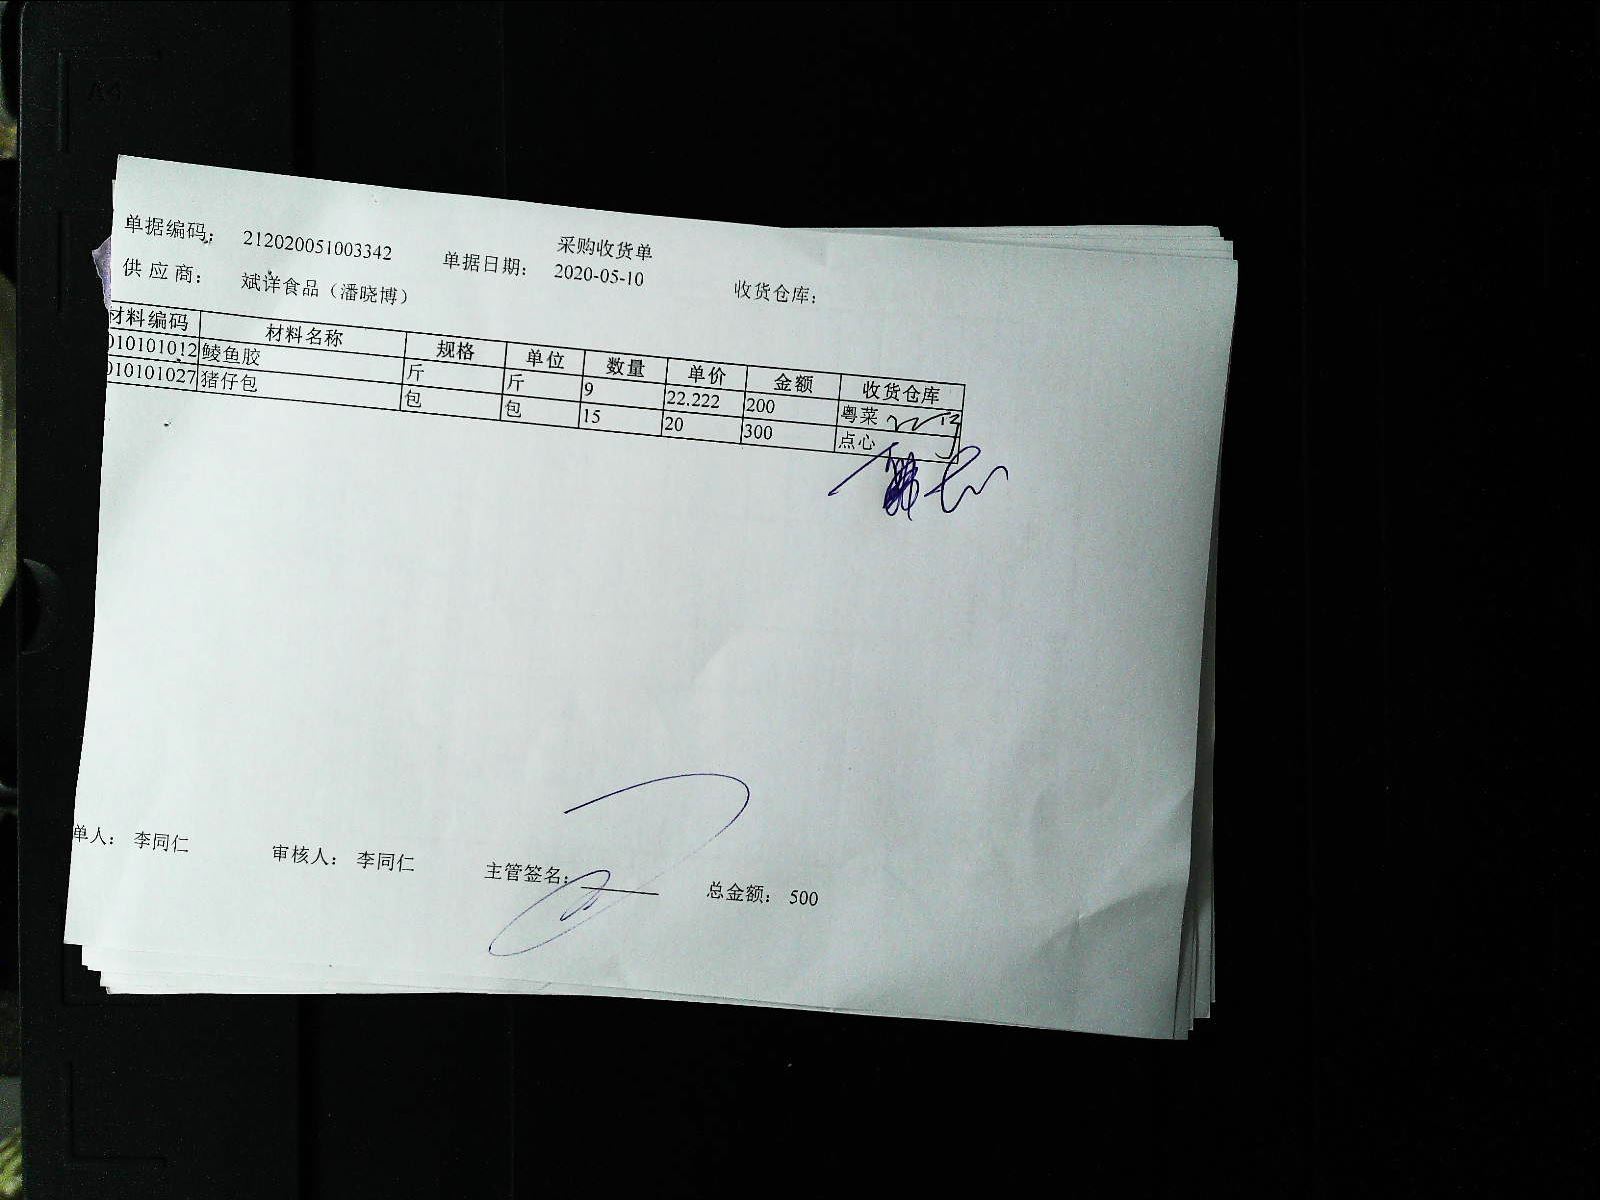 采购收货单
单据编码： 212020051003342 单据日期： 2020-05-10 收货仓库：
供应商： 斌详食品（潘晓博）
材料编码 材料名称 规格 单位 数量 单价 金额 收货仓库
010101012 鲮鱼胶 斤 斤 9 22.222 200 粤菜
010101027 猪仔包 包 包 15 20 300 点心
单人： 李同仁 审核人： 李同仁 主管签名： 总金额： 500